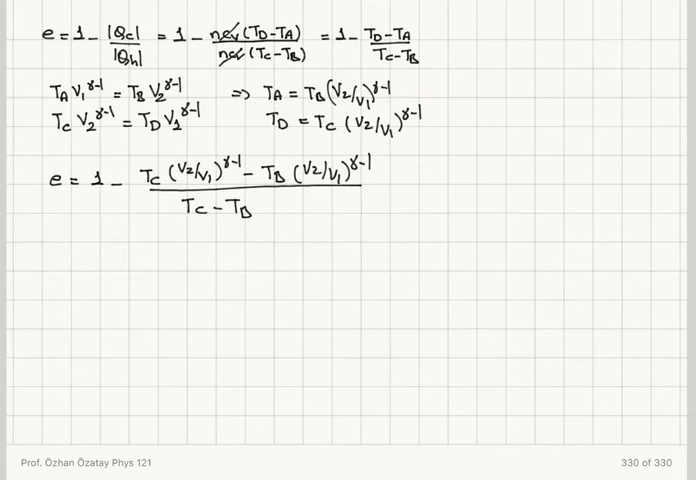 e = 1 - |Qc|/|Qh| = 1 - ncv(TD-TA)/ncv(TC-TB) = 1 - TD-TA/TC-TB
TA V1^γ-1 = TB V2^γ-1 => TA = TB(V2/V1)^γ-1
TC V2^γ-1 = TD V1^γ-1 TD = TC (V2/V1)^γ-1
e = 1 - TC (V2/V1)^γ-1 - TB (V2/V1)^γ-1
TC - TB
Prof. Özhan Özatay Phys 121
330 of 330